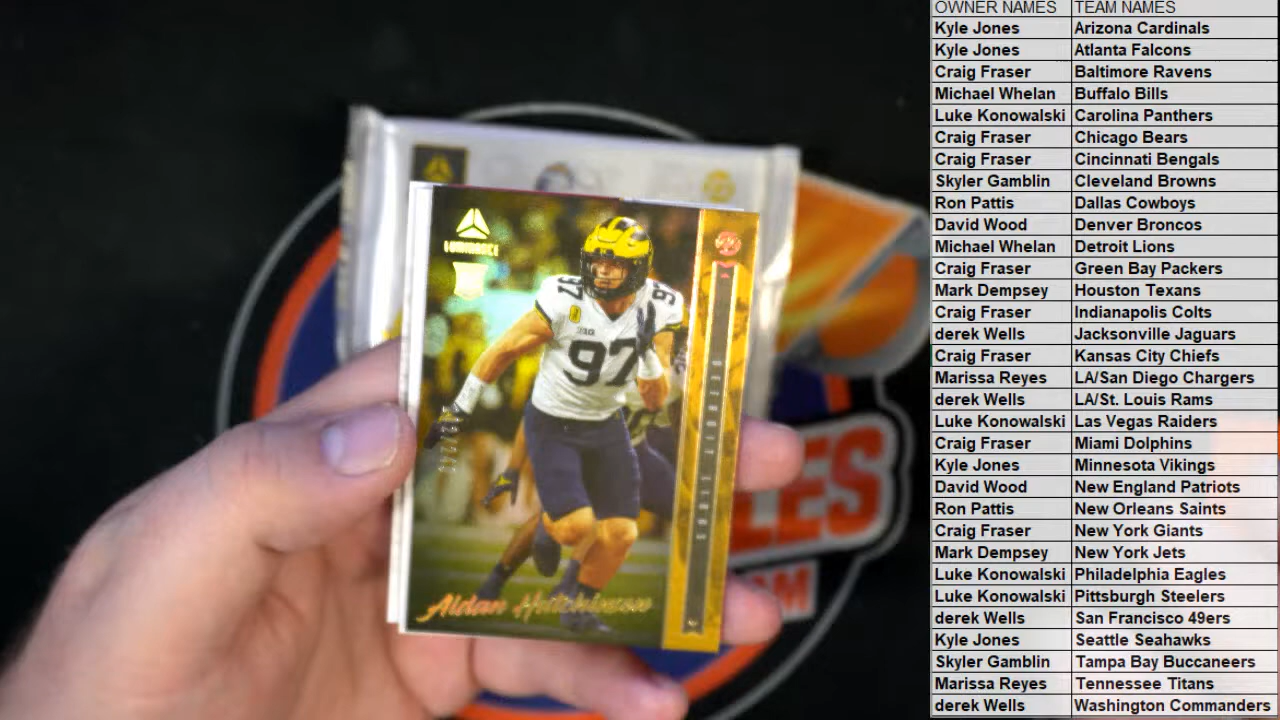 OWNER NAMES TEAM NAMES
Kyle Jones Arizona Cardinals
Kyle Jones Atlanta Falcons
Craig Fraser Baltimore Ravens
Michael Whelan Buffalo Bills
Luke Konowalski Carolina Panthers
Craig Fraser Chicago Bears
Craig Fraser Cincinnati Bengals
Skyler Gamblin Cleveland Browns
Ron Pattis Dallas Cowboys
David Wood Denver Broncos
Michael Whelan Detroit Lions
Craig Fraser Green Bay Packers
Mark Dempsey Houston Texans
Craig Fraser Indianapolis Colts
derek Wells Jacksonville Jaguars
Craig Fraser Kansas City Chiefs
Marissa Reyes LA/San Diego Chargers
derek Wells LA/St. Louis Rams
Luke Konowalski Las Vegas Raiders
Craig Fraser Miami Dolphins
Kyle Jones Minnesota Vikings
David Wood New England Patriots
Ron Pattis New Orleans Saints
Craig Fraser New York Giants
Mark Dempsey New York Jets
Luke Konowalski Philadelphia Eagles
Luke Konowalski Pittsburgh Steelers
derek Wells San Francisco 49ers
Kyle Jones Seattle Seahawks
Skyler Gamblin Tampa Bay Buccaneers
Marissa Reyes Tennessee Titans
derek Wells Washington Commanders
LUMINANCE
97
97
Aidan Hutchinson
DETROIT LIONS